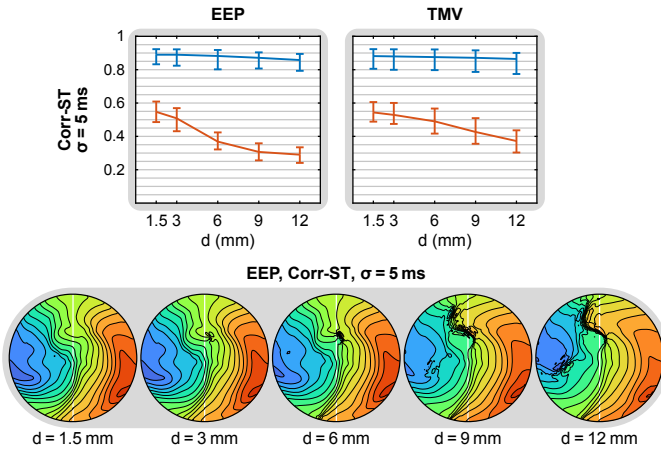 EEP
TMV
Corr-ST
σ = 5 ms
1
0.8
0.6
0.4
0.2
1.5 3 6 9 12
d (mm)
1.5 3 6 9 12
d (mm)
EEP, Corr-ST, σ = 5 ms
d = 1.5 mm
d = 3 mm
d = 6 mm
d = 9 mm
d = 12 mm